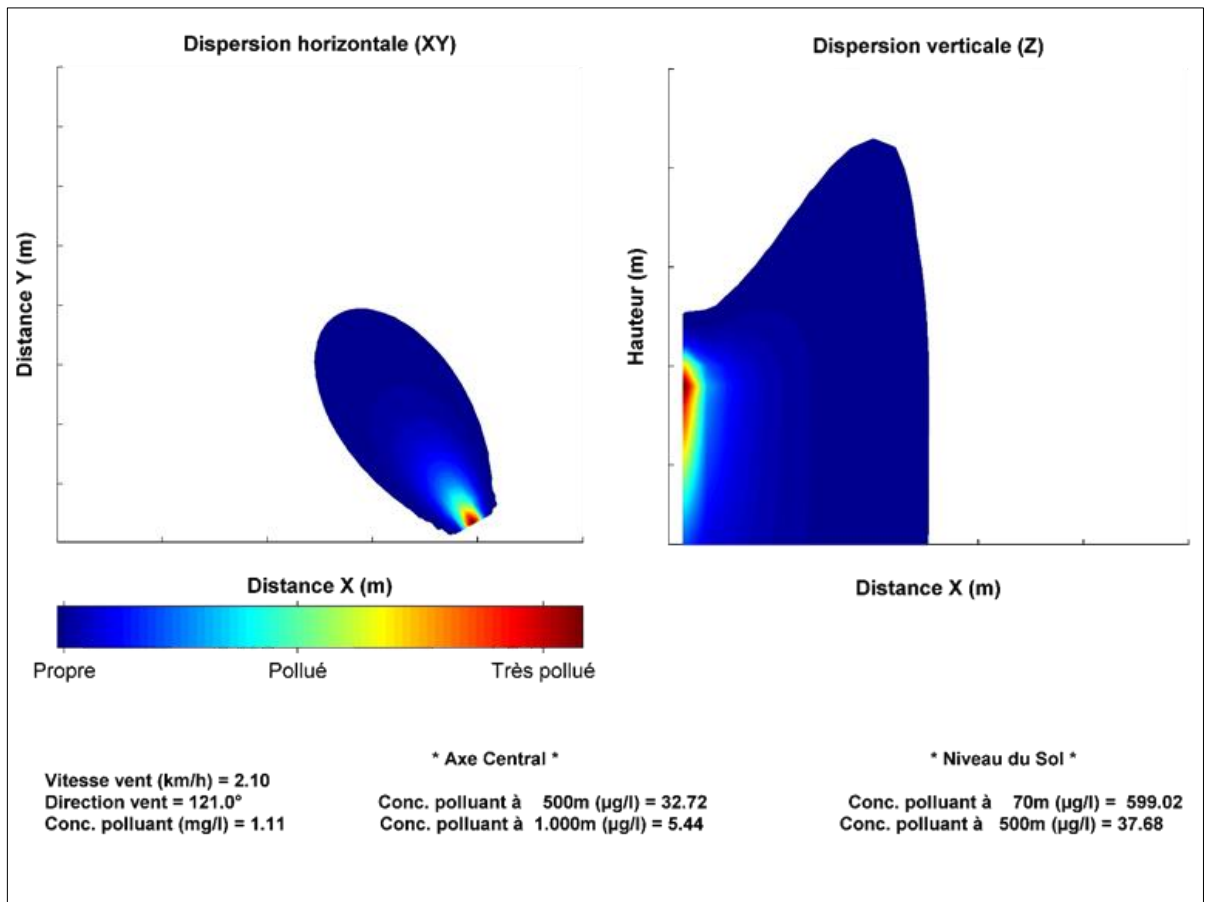 Dispersion horizontale (XY)
Dispersion verticale (Z)
Distance Y (m)
Hauteur (m)
Distance X (m)
Distance X (m)
Propre
Pollué
Très pollué
* Axe Central *
* Niveau du Sol *
Vitesse vent (km/h) = 2.10
Direction vent = 121.0°
Conc. polluant (mg/l) = 1.11
Conc. polluant à 500m (µg/l) = 32.72
Conc. polluant à 1.000m (µg/l) = 5.44
Conc. polluant à 70m (µg/l) = 599.02
Conc. polluant à 500m (µg/l) = 37.68